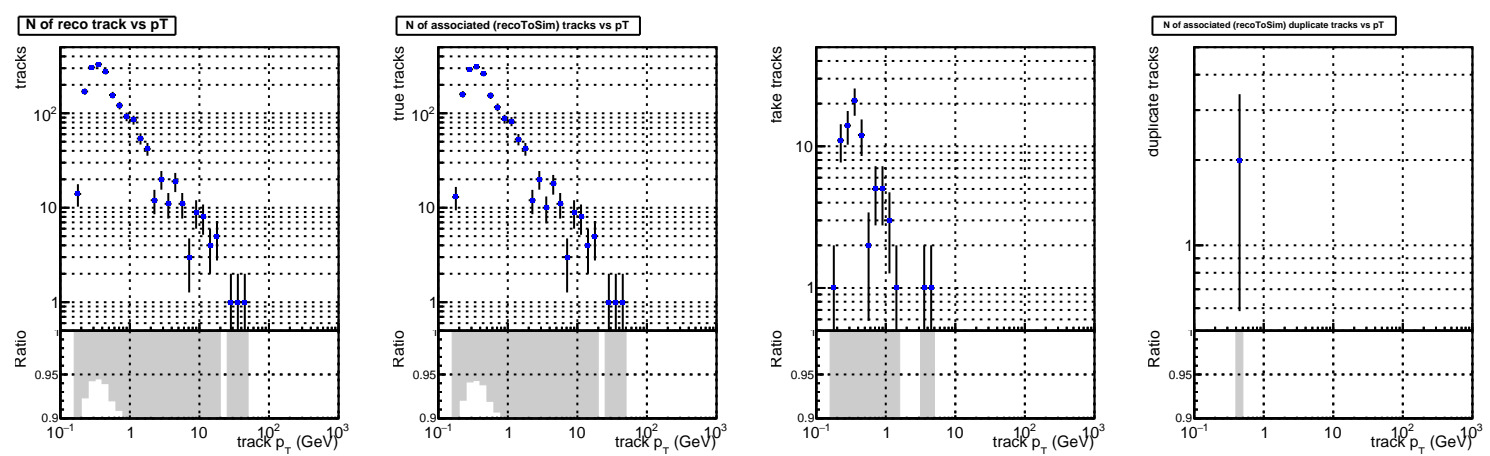 N of reco track vs pT
tracks
10²
10
1
Ratio
1
0.95
0.9
10⁻¹ 1 10 10² 10³
track p_T (GeV)
N of associated (recoToSim) tracks vs pT
true tracks
10²
10
1
Ratio
1
0.95
0.9
10⁻¹ 1 10 10² 10³
track p_T (GeV)
fake tracks
10
1
Ratio
1
0.95
0.9
10⁻¹ 1 10 10² 10³
track p_T (GeV)
N of associated (recoToSim) duplicate tracks vs pT
duplicate tracks
1
Ratio
1
0.95
0.9
10⁻¹ 1 10 10² 10³
track p_T (GeV)